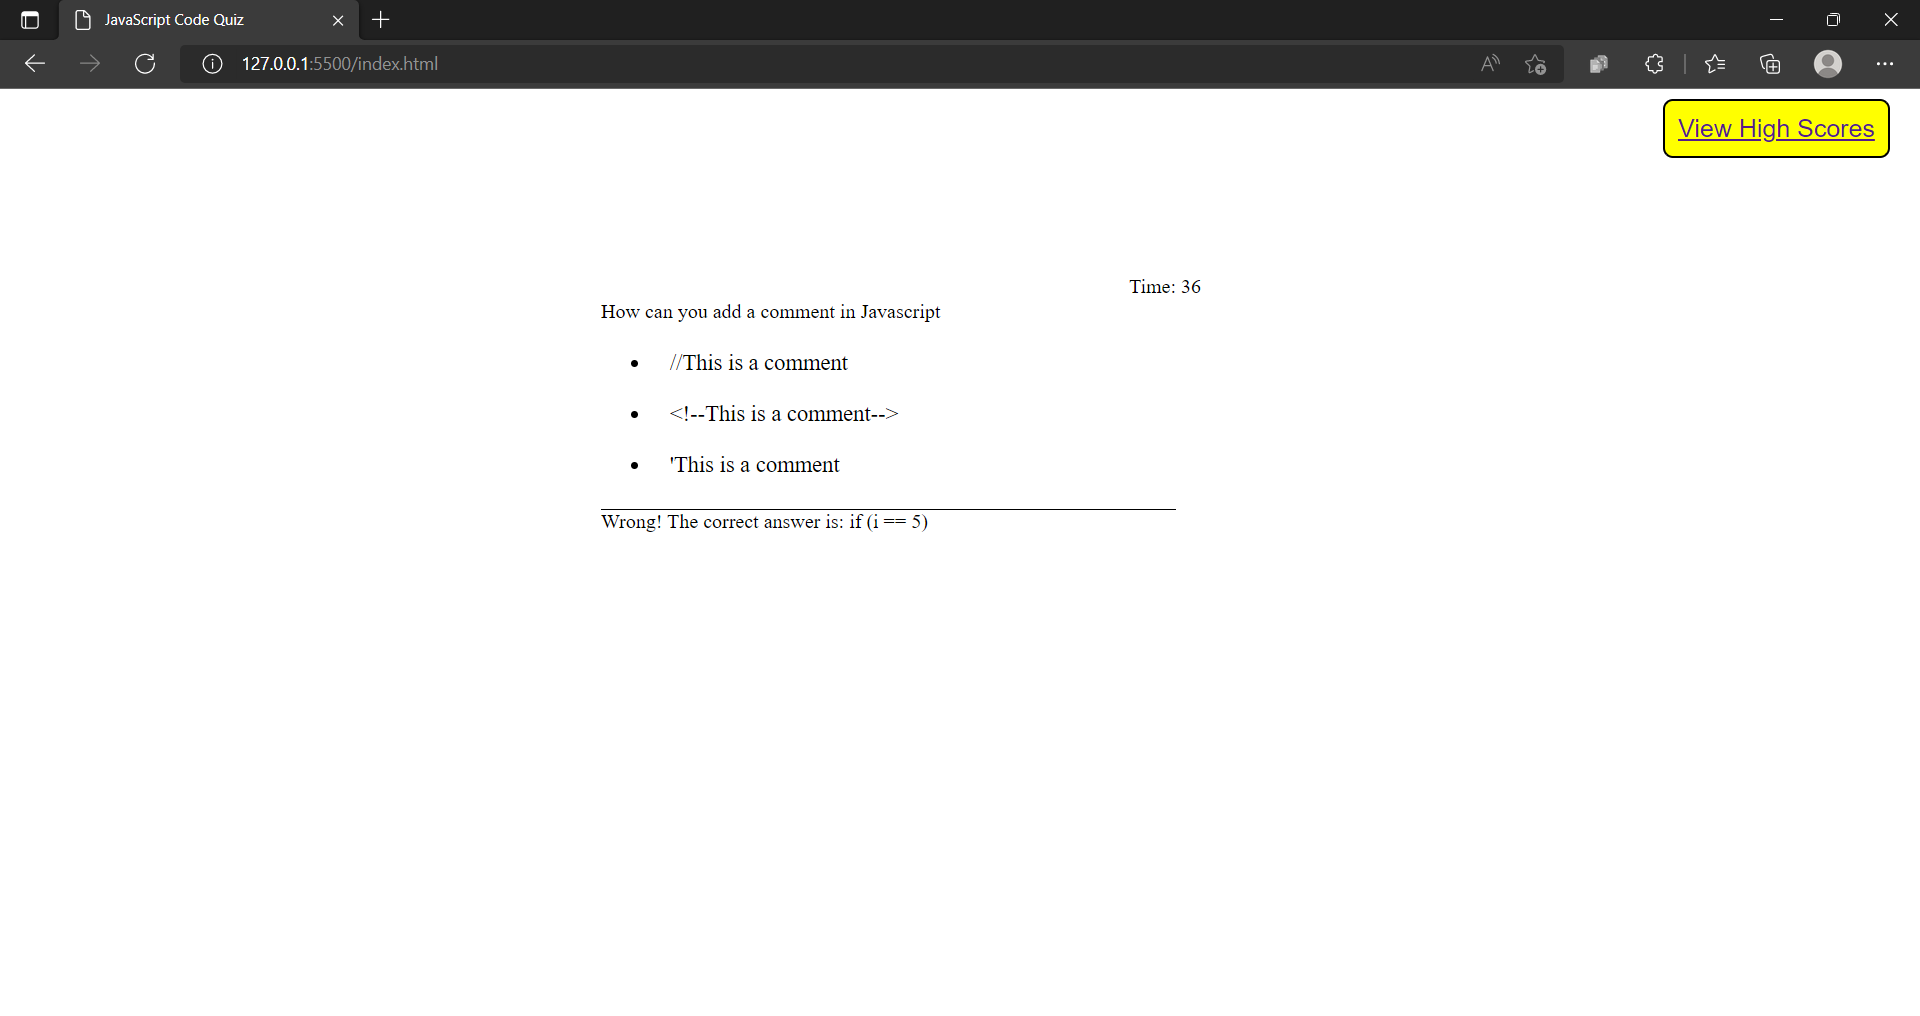 JavaScript Code Quiz
127.0.0.1:5500/index.html
View High Scores
Time: 36
How can you add a comment in Javascript
//This is a comment
<!--This is a comment-->
'This is a comment
Wrong! The correct answer is: if (i == 5)